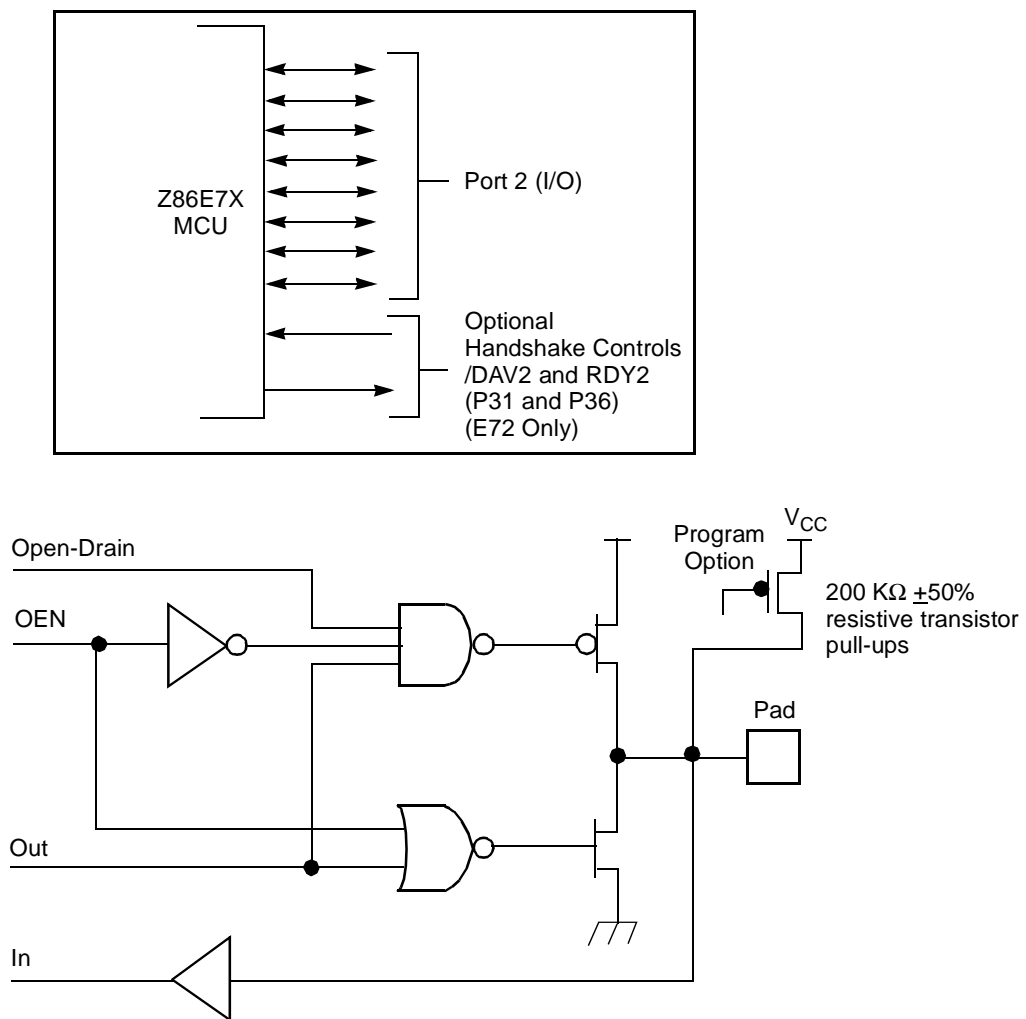 Z86E7X
MCU
Port 2 (I/O)
Optional
Handshake Controls
/DAV2 and RDY2
(P31 and P36)
(E72 Only)
Open-Drain
OEN
Program
Option
VCC
200 KΩ ±50%
resistive transistor
pull-ups
Pad
Out
In